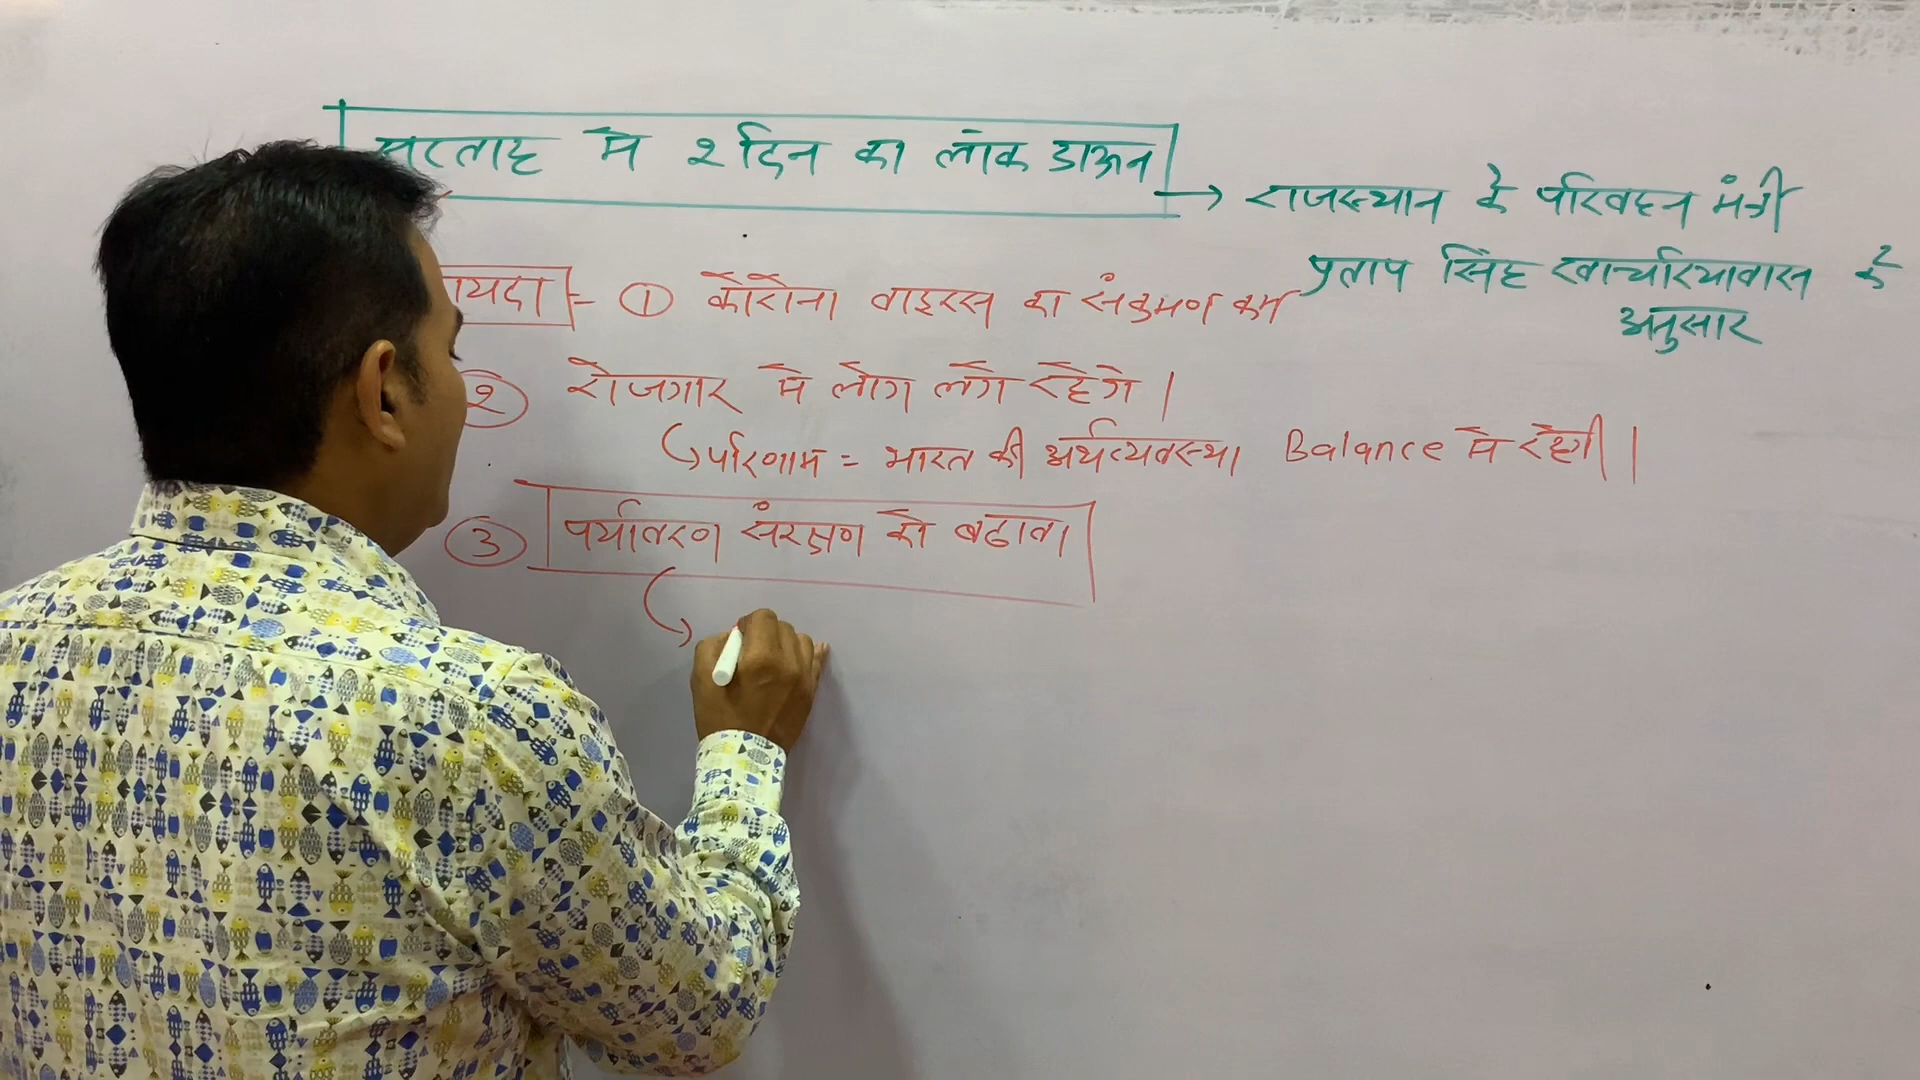 सप्ताह मे २ दिन का लॉक डाऊन
→ राजस्थान के परिवहन मंत्री
प्रताप सिंह खाचरियावास के
अनुसार
ायदा = ① कोरोना वाइरस का संक्रमण कम
② रोजगार मे लोग लगे रहेगे।
परिणाम = भारत की अर्थव्यवस्था Balance मे रहेगी।
③ पर्यावरण संरक्षण को बढावा